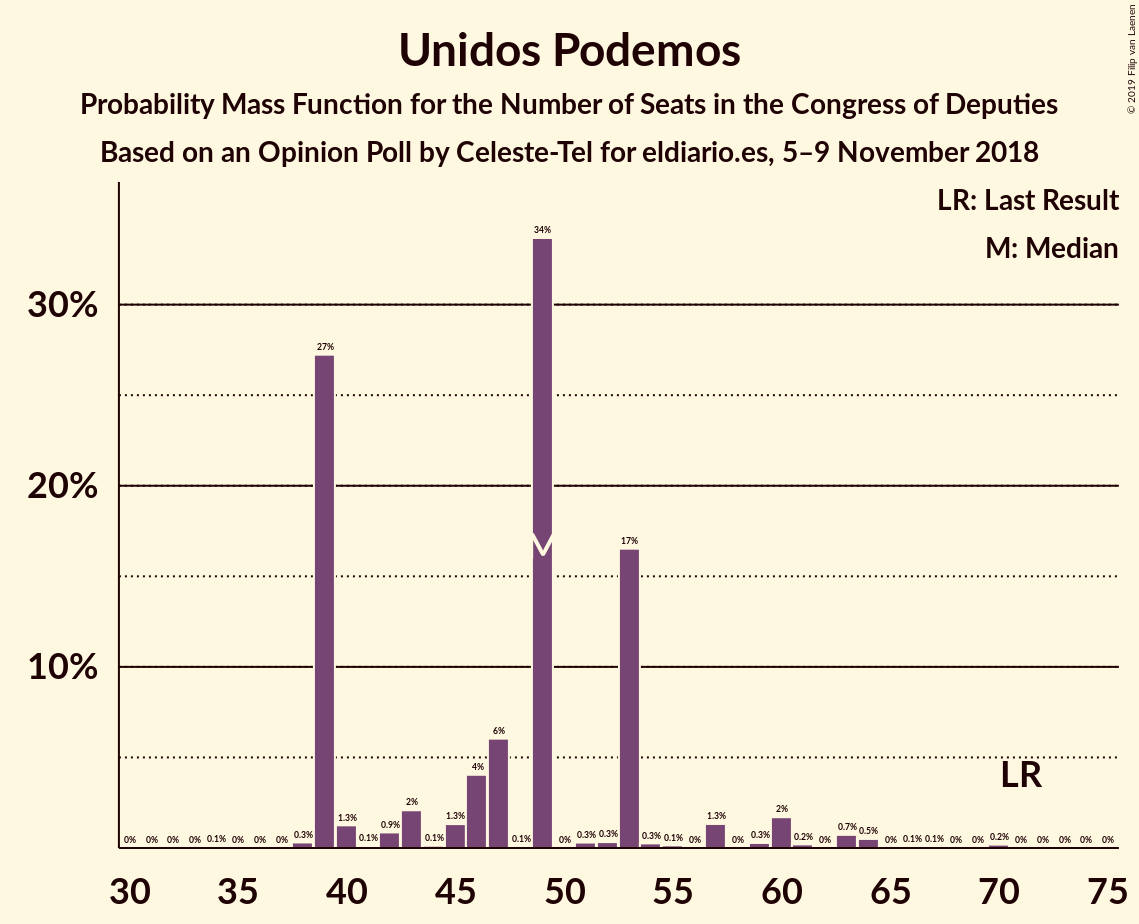 Unidos Podemos
Probability Mass Function for the Number of Seats in the Congress of Deputies
Based on an Opinion Poll by Celeste-Tel for eldiario.es, 5–9 November 2018
© 2019 Filip van Laenen
LR: Last Result
M: Median
30%
20%
10%
0% 0% 0% 0% 0.1% 0% 0% 0% 0.3% 27% 1.3% 0.1% 0.9% 2% 0.1% 1.3% 4% 6% 0.1% 34% 0% 0.3% 0.3% 17% 0.3% 0.1% 0% 1.3% 0% 0.3% 2% 0.2% 0% 0.7% 0.5% 0% 0.1% 0.1% 0% 0% 0.2% 0% 0% 0% 0% 0%
LR
30 35 40 45 50 55 60 65 70 75